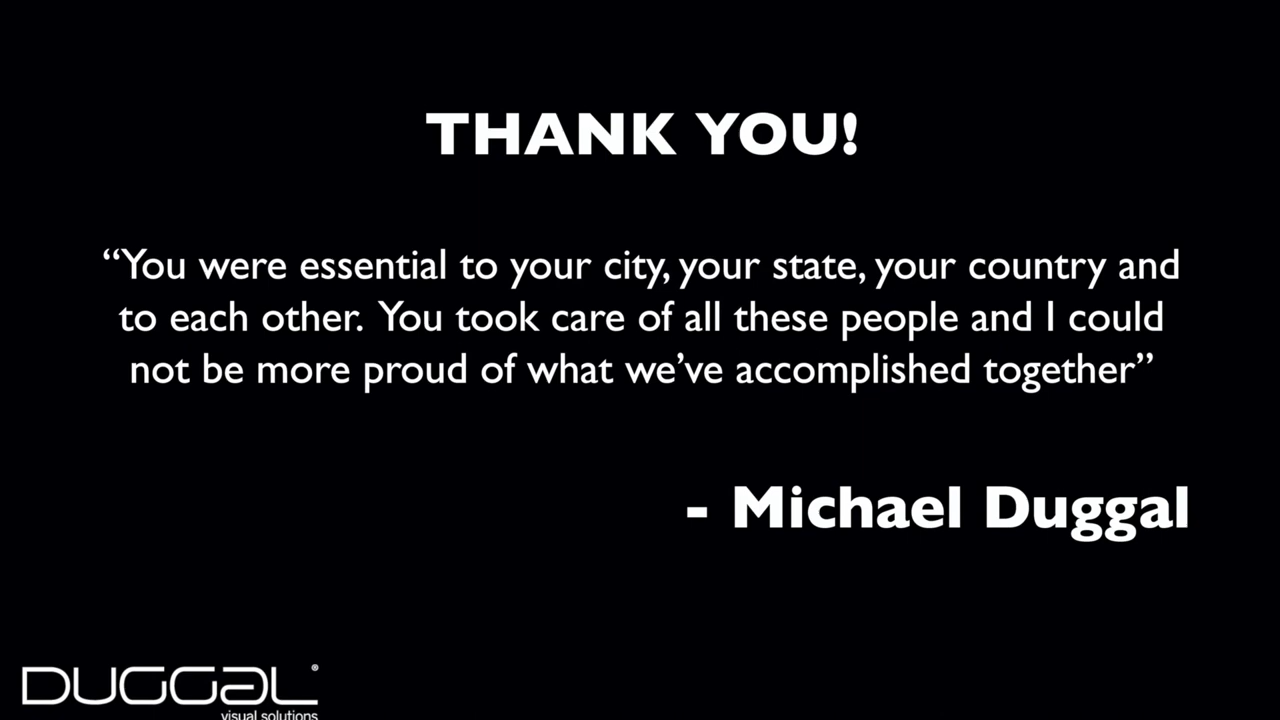 THANK YOU!
“You were essential to your city, your state, your country and
to each other. You took care of all these people and I could
not be more proud of what we’ve accomplished together”
- Michael Duggal
DUGGAL®
visual solutions